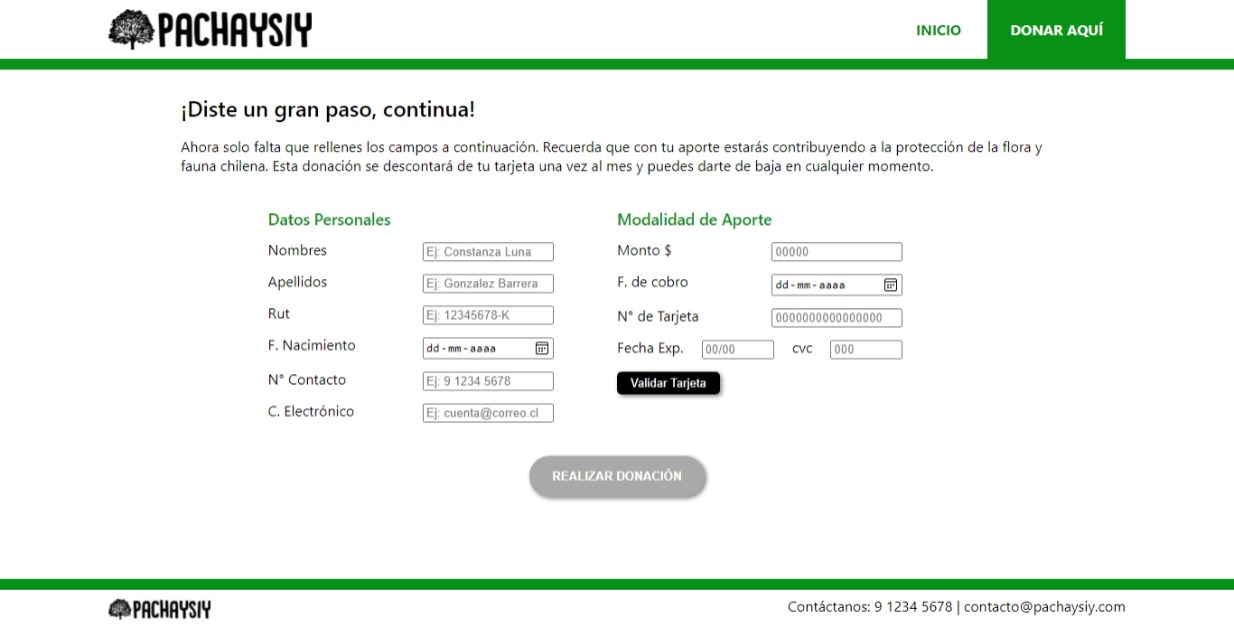 PACHAYSIY
INICIO
DONAR AQUÍ
¡Diste un gran paso, continua!
Ahora solo falta que rellenes los campos a continuación. Recuerda que con tu aporte estarás contribuyendo a la protección de la flora y
fauna chilena. Esta donación se descontará de tu tarjeta una vez al mes y puedes darte de baja en cualquier momento.
Datos Personales
Nombres
Ej: Constanza Luna
Apellidos
Ej: Gonzalez Barrera
Rut
Ej: 12345678-K
F. Nacimiento
dd-mm-aaaa
N° Contacto
Ej: 9 1234 5678
C. Electrónico
Ej: cuenta@correo.cl
Modalidad de Aporte
Monto $
00000
F. de cobro
dd-mm-aaaa
N° de Tarjeta
0000000000000000
Fecha Exp.
00/00
cvc
000
Validar Tarjeta
REALIZAR DONACIÓN
PACHAYSIY
Contáctanos: 9 1234 5678 | contacto@pachaysiy.com